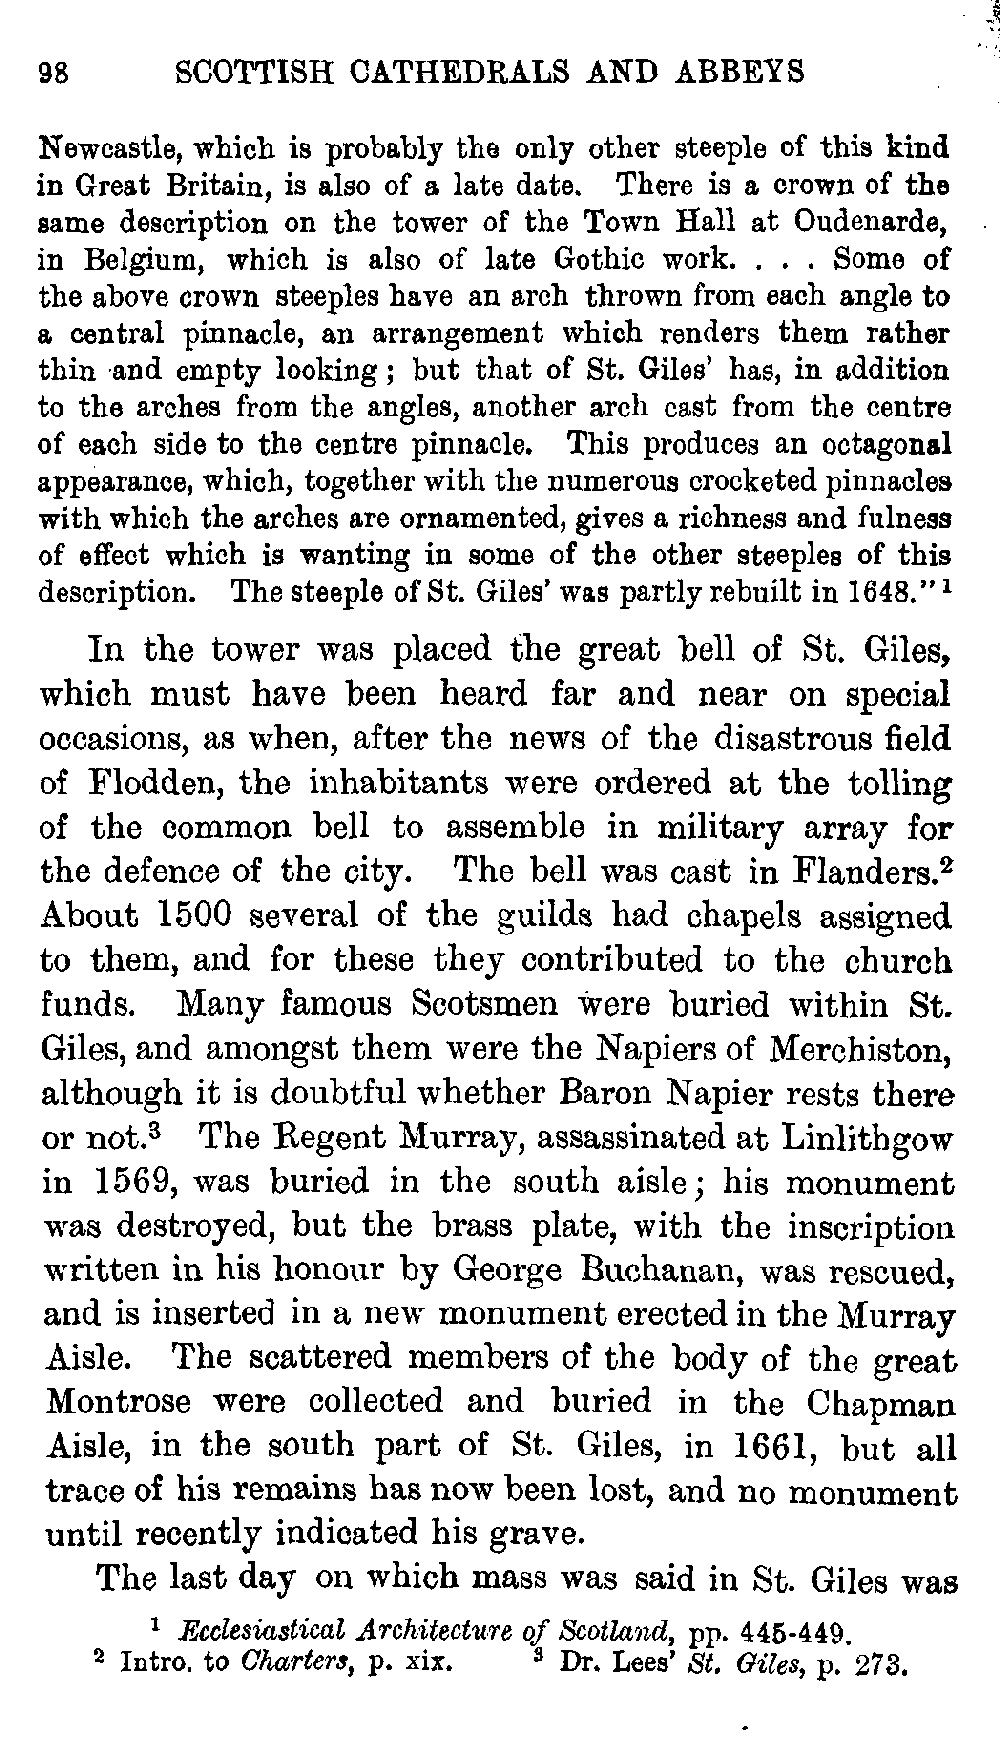 98 SCOTTISH CATHEDRALS AND ABBEYS
Newcastle, which is probably the only other steeple of this kind
in Great Britain, is also of a late date. There is a crown of the
same description on the tower of the Town Hall at Oudenarde,
in Belgium, which is also of late Gothic work. . . . Some of
the above crown steeples have an arch thrown from each angle to
a central pinnacle, an arrangement which renders them rather
thin and empty looking; but that of St. Giles' has, in addition
to the arches from the angles, another arch cast from the centre
of each side to the centre pinnacle. This produces an octagonal
appearance, which, together with the numerous crocketed pinnacles
with which the arches are ornamented, gives a richness and fulness
of effect which is wanting in some of the other steeples of this
description. The steeple of St. Giles' was partly rebuilt in 1648."¹
In the tower was placed the great bell of St. Giles,
which must have been heard far and near on special
occasions, as when, after the news of the disastrous field
of Flodden, the inhabitants were ordered at the tolling
of the common bell to assemble in military array for
the defence of the city. The bell was cast in Flanders.²
About 1500 several of the guilds had chapels assigned
to them, and for these they contributed to the church
funds. Many famous Scotsmen were buried within St.
Giles, and amongst them were the Napiers of Merchiston,
although it is doubtful whether Baron Napier rests there
or not.³ The Regent Murray, assassinated at Linlithgow
in 1569, was buried in the south aisle; his monument
was destroyed, but the brass plate, with the inscription
written in his honour by George Buchanan, was rescued,
and is inserted in a new monument erected in the Murray
Aisle. The scattered members of the body of the great
Montrose were collected and buried in the Chapman
Aisle, in the south part of St. Giles, in 1661, but all
trace of his remains has now been lost, and no monument
until recently indicated his grave.
The last day on which mass was said in St. Giles was
¹ Ecclesiastical Architecture of Scotland, pp. 445-449.
² Intro. to Charters, p. xix. ³ Dr. Lees' St. Giles, p. 273.